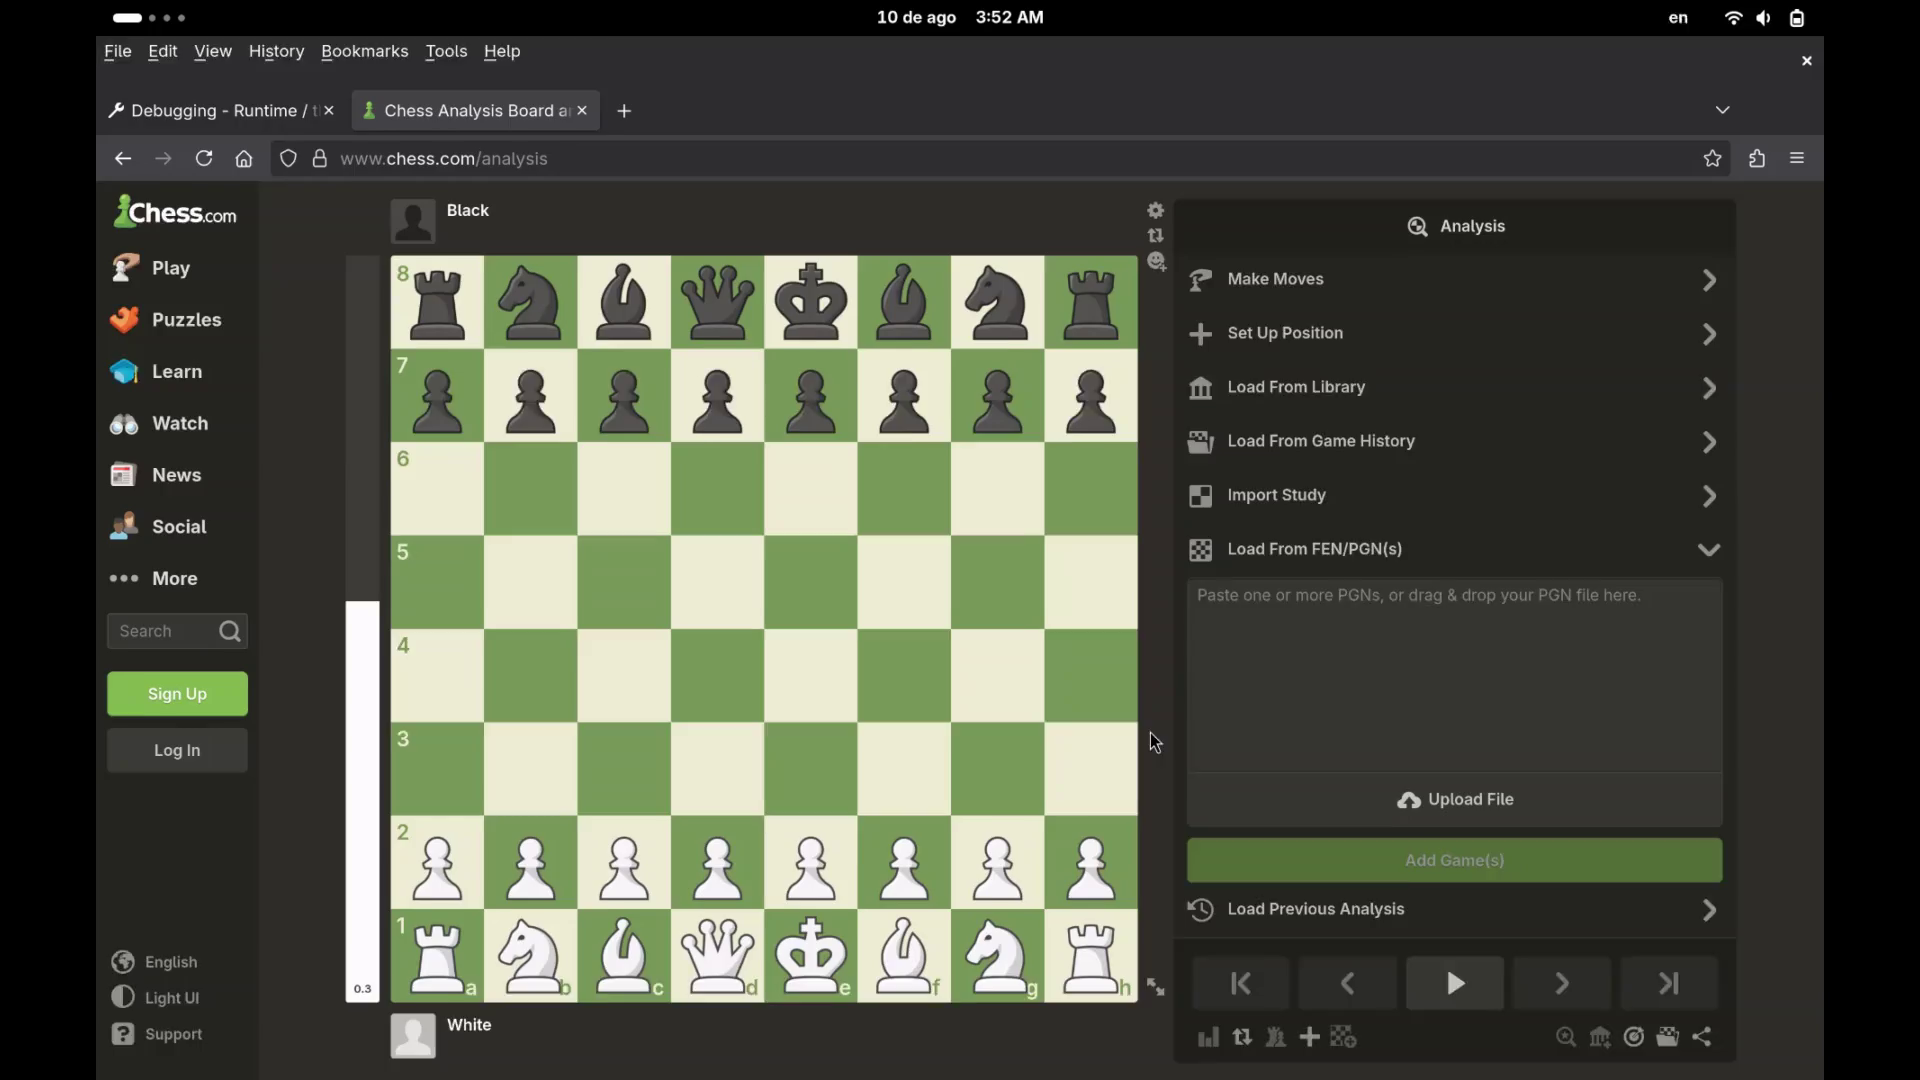 10 de ago 3:52 AM
en
File Edit View History Bookmarks Tools Help
Debugging - Runtime / t
Chess Analysis Board a
www.chess.com/analysis
Chess.com
Play
Puzzles
Learn
Watch
News
Social
More
Search
Sign Up
Log In
English
Light UI
Support
Black
8
7
6
5
4
3
2
1
a b c d e f g h
0.3
White
Analysis
Make Moves
Set Up Position
Load From Library
Load From Game History
Import Study
Load From FEN/PGN(s)
Paste one or more PGNs, or drag & drop your PGN file here.
Upload File
Add Game(s)
Load Previous Analysis